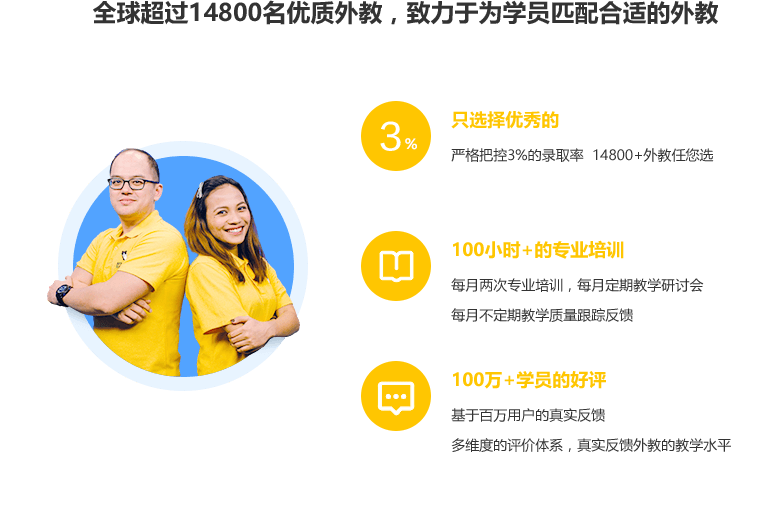 全球超过14800名优质外教，致力于为学员匹配合适的外教
3%
只选择优秀的
严格把控3%的录取率 14800+外教任您选
100小时+的专业培训
每月两次专业培训，每月定期教学研讨会
每月不定期教学质量跟踪反馈
100万+学员的好评
基于百万用户的真实反馈
多维度的评价体系，真实反馈外教的教学水平